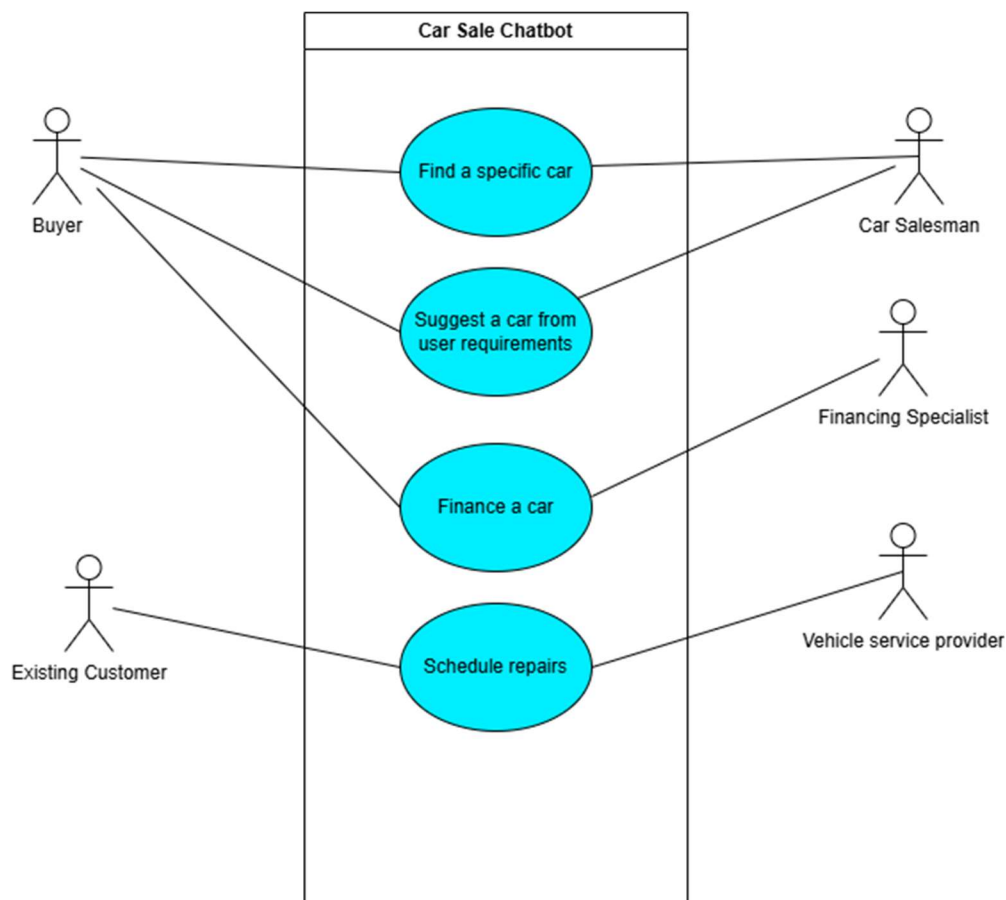 Car Sale Chatbot
Find a specific car
Buyer
Car Salesman
Suggest a car from
user requirements
Financing Specialist
Finance a car
Vehicle service provider
Schedule repairs
Existing Customer